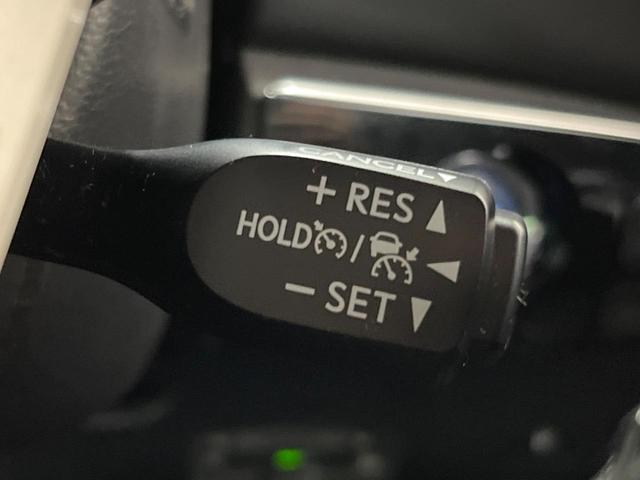 CANCEL▼
+ RES ▲
HOLD / ◀
− SET ▼